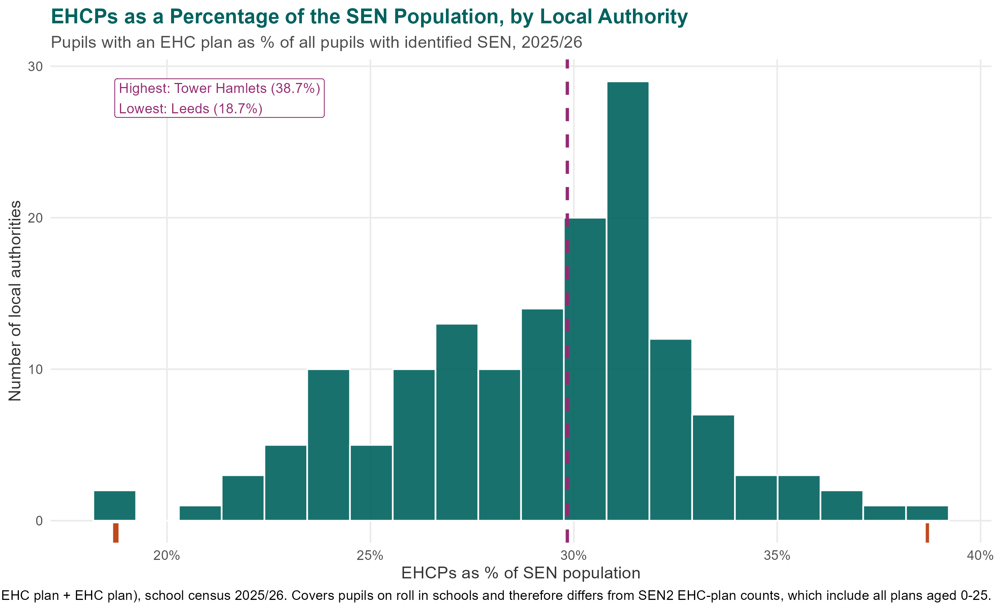 EHCPs as a Percentage of the SEN Population, by Local Authority
Pupils with an EHC plan as % of all pupils with identified SEN, 2025/26
30
Highest: Tower Hamlets (38.7%)
Lowest: Leeds (18.7%)
20
Number of local authorities
10
0
20%
25%
30%
35%
40%
EHCPs as % of SEN population
EHC plan + EHC plan), school census 2025/26. Covers pupils on roll in schools and therefore differs from SEN2 EHC-plan counts, which include all plans aged 0-25.